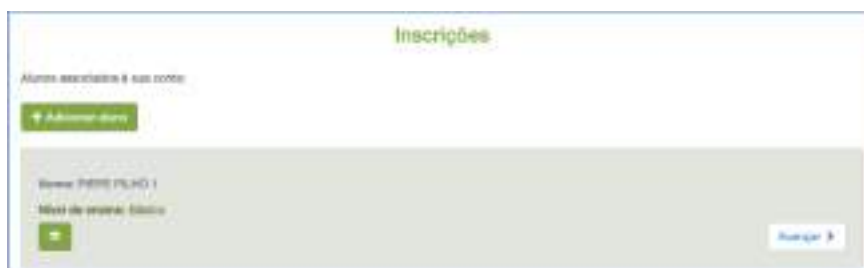 Inscrições
Alunos associados à sua conta:
+ Adicionar aluno
Nome: FILHO 1
Nível de ensino: Básico
Avançar >